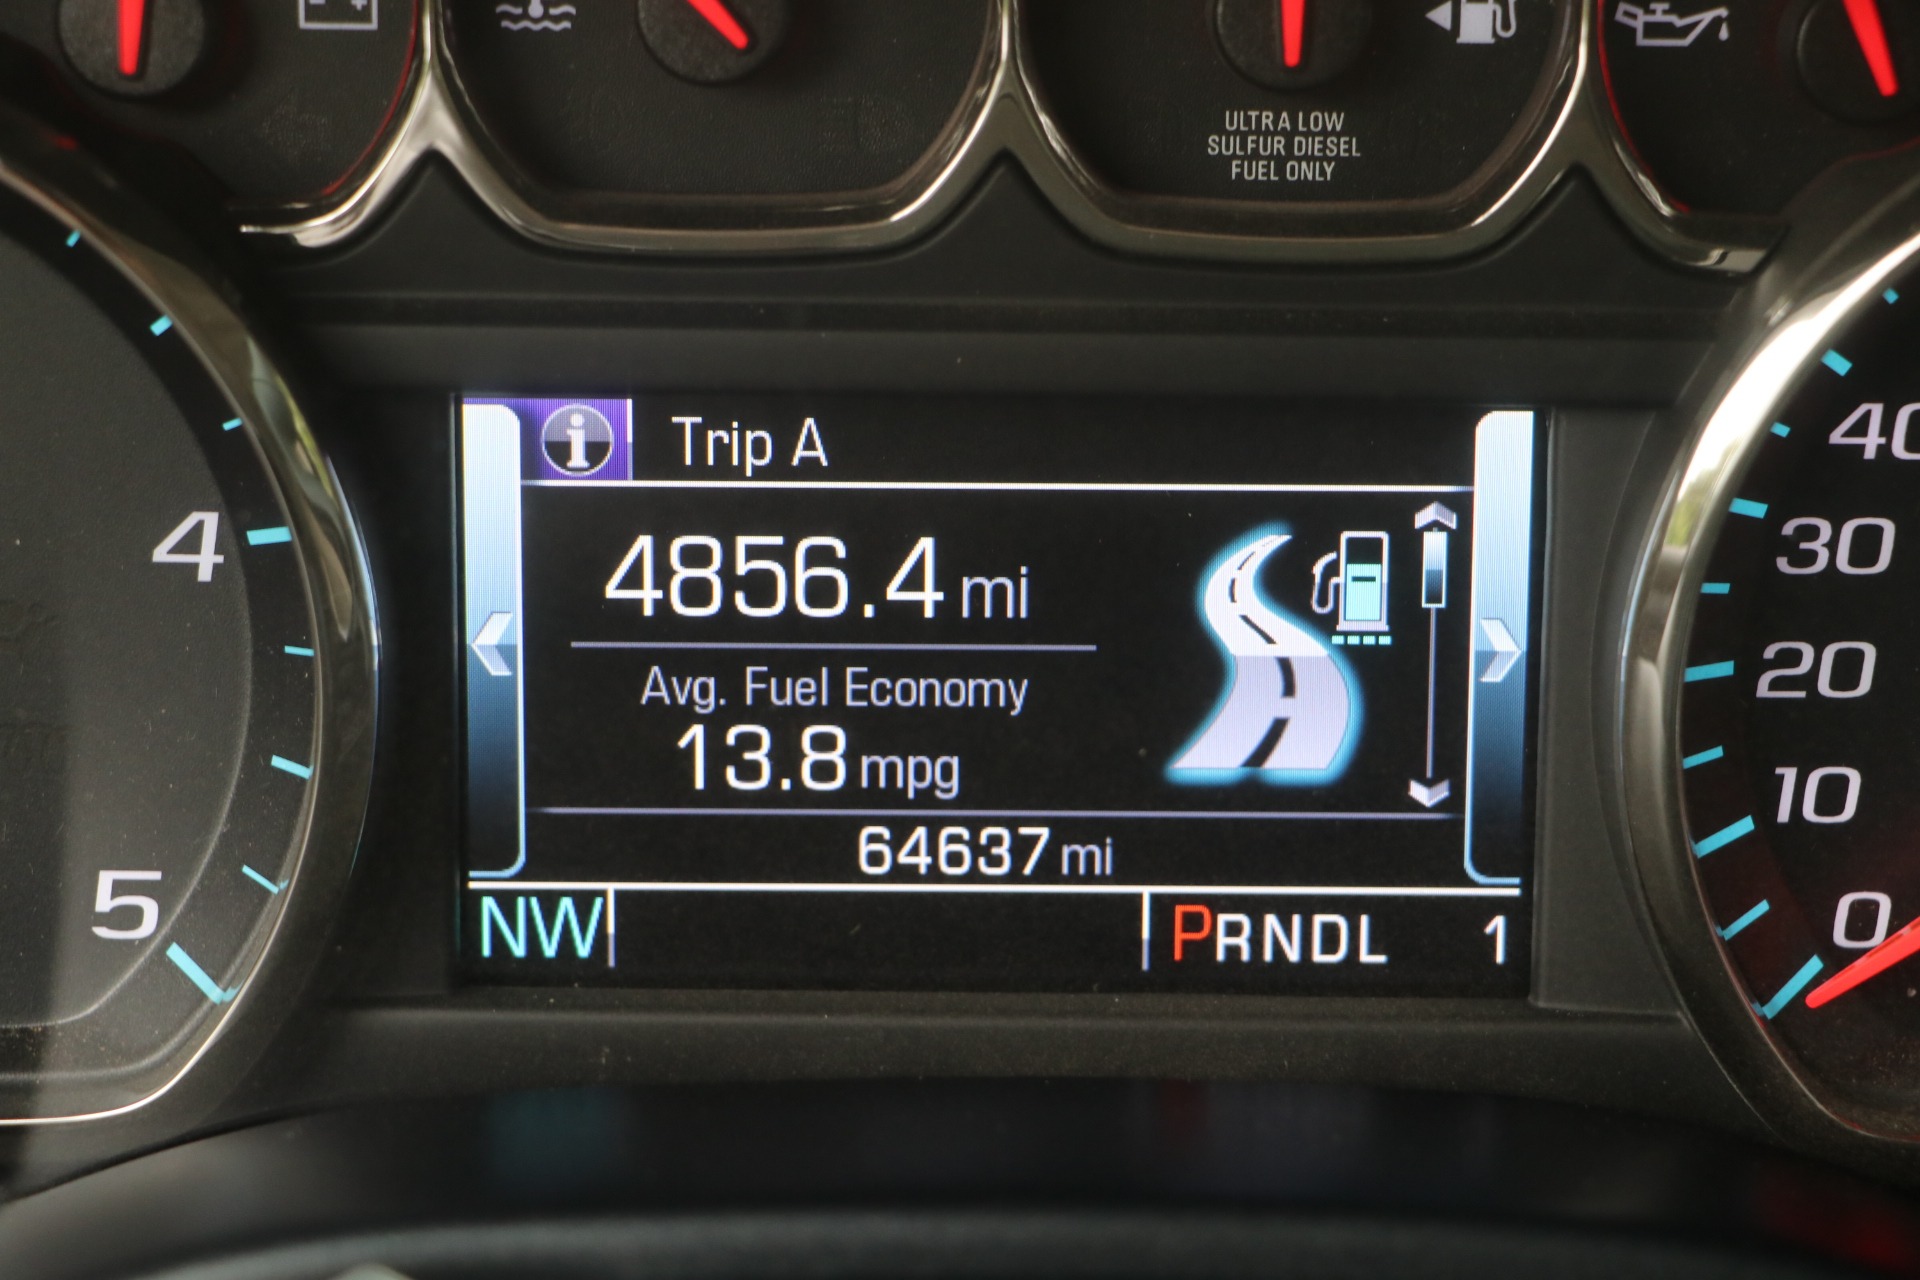 ULTRA LOW
SULFUR DIESEL
FUEL ONLY
Trip A
4856.4 mi
Avg. Fuel Economy
13.8 mpg
64637 mi
NW
PRNDL 1
4
5
40
30
20
10
0